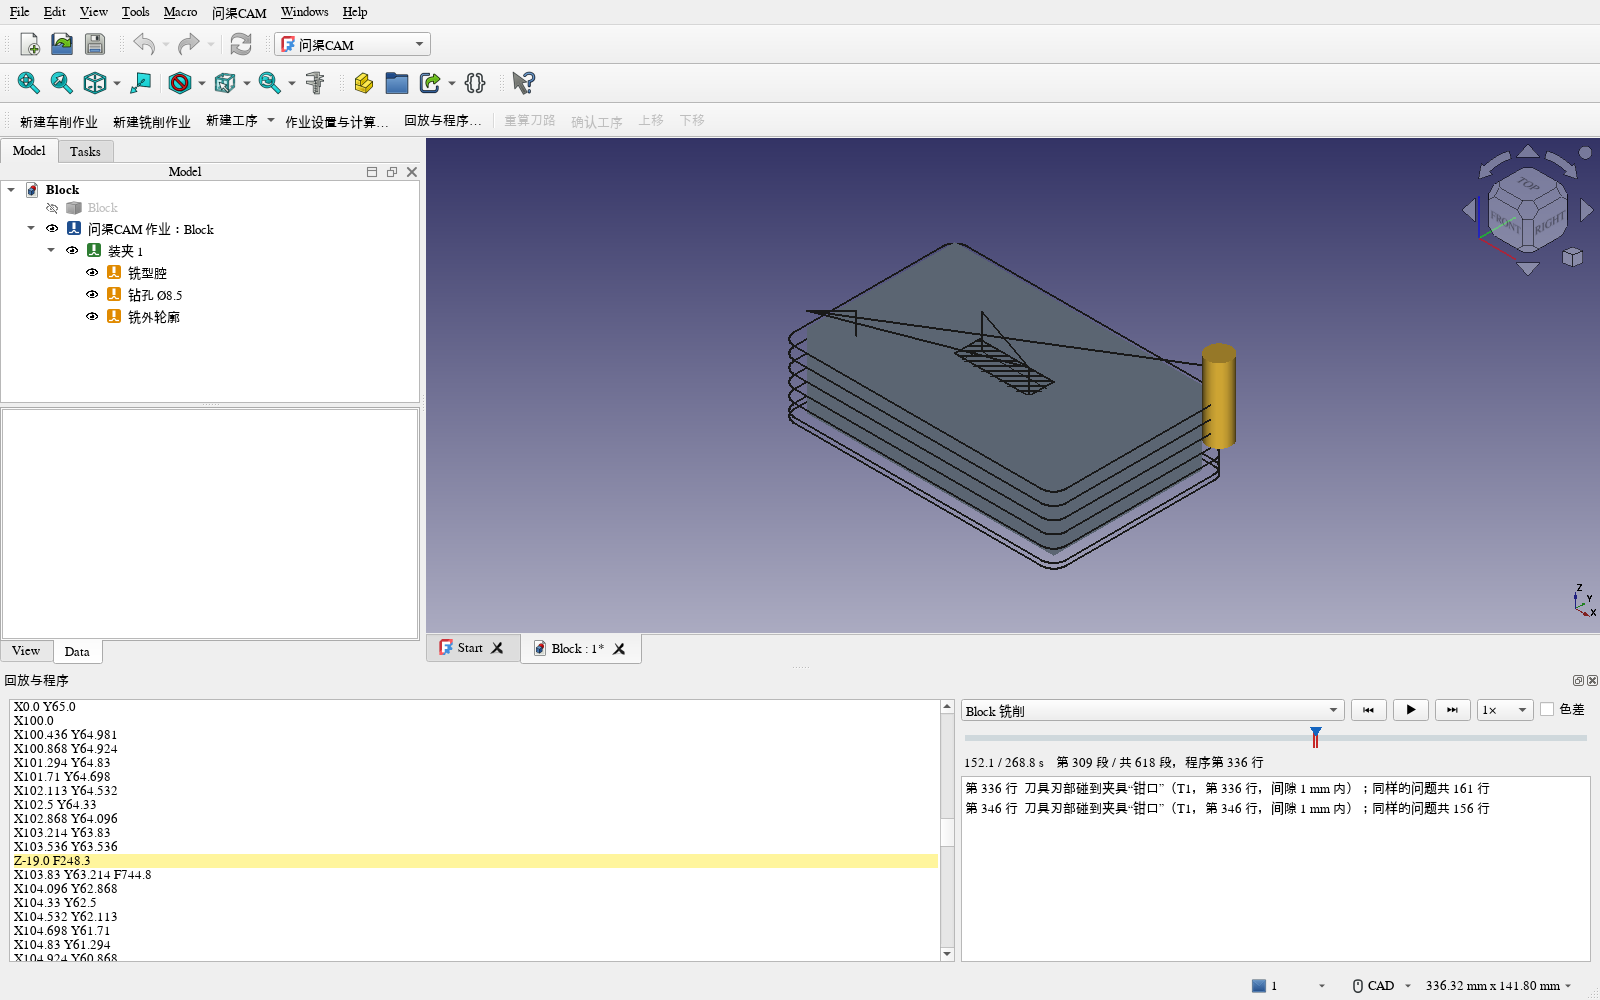 File Edit View Tools Macro 问渠CAM Windows Help
问渠CAM
新建车削作业 新建铣削作业 新建工序 作业设置与计算... 回放与程序... 重算刀路 确认工序 上移 下移
Model Tasks
Model
Block
Block
问渠CAM 作业：Block
装夹 1
铣型腔
钻孔 Ø8.5
铣外轮廓
TOP
FRONT RIGHT
Z
Y
X
View Data
Start Block : 1*
回放与程序
X0.0 Y65.0
X100.0
X100.436 Y64.981
X100.868 Y64.924
X101.294 Y64.83
X101.71 Y64.698
X102.113 Y64.532
X102.5 Y64.33
X102.868 Y64.096
X103.214 Y63.83
X103.536 Y63.536
Z-19.0 F248.3
X103.83 Y63.214 F744.8
X104.096 Y62.868
X104.33 Y62.5
X104.532 Y62.113
X104.698 Y61.71
X104.83 Y61.294
X104.924 Y60.868
Block 铣削 1× 色差
152.1 / 268.8 s 第 309 段 / 共 618 段，程序第 336 行
第 336 行 刀具刃部碰到夹具“钳口”（T1，第 336 行，间隙 1 mm 内）；同样的问题共 161 行
第 346 行 刀具刃部碰到夹具“钳口”（T1，第 346 行，间隙 1 mm 内）；同样的问题共 156 行
1 CAD 336.32 mm x 141.80 mm